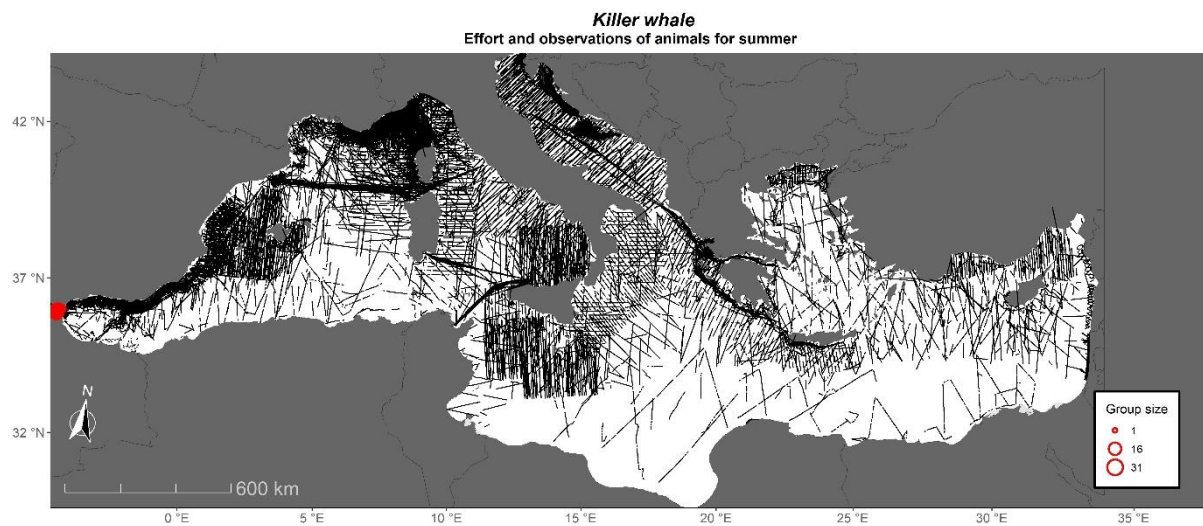 Killer whale
Effort and observations of animals for summer
42 °N
37 °N
32 °N
N
600 km
Group size
1
16
31
0 °E
5 °E
10 °E
15 °E
20 °E
25 °E
30 °E
35 °E